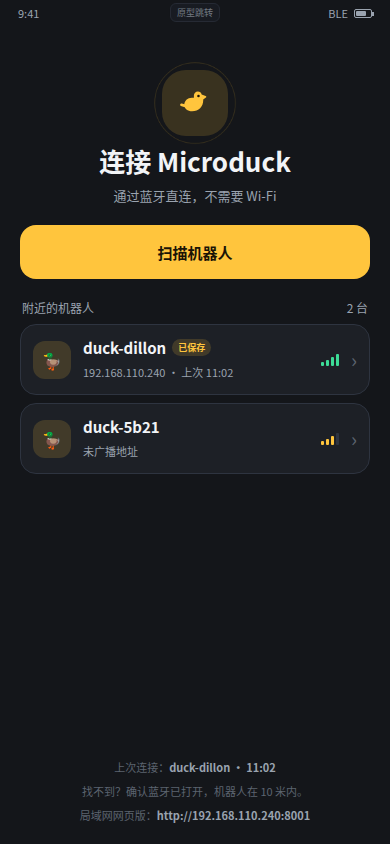 9:41
原型跳转
BLE
连接 Microduck
通过蓝牙直连，不需要 Wi-Fi
扫描机器人
附近的机器人
2 台
duck-dillon 已保存
192.168.110.240 · 上次 11:02
duck-5b21
未广播地址
上次连接：duck-dillon · 11:02
找不到？确认蓝牙已打开，机器人在 10 米内。
局域网网页版：http://192.168.110.240:8001